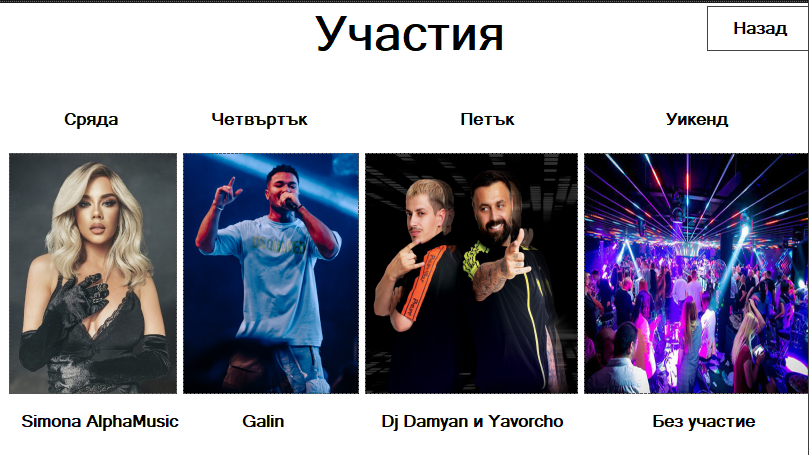 Участия
Назад
Сряда
Четвъртък
Петък
Уикенд
Simona AlphaMusic
Galin
Dj Damyan и Yavorcho
Без участие